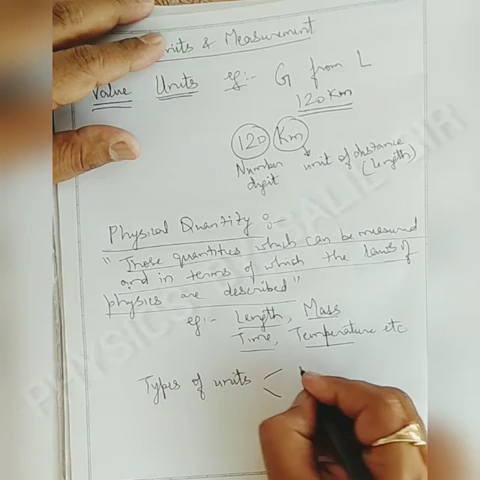 Units & Measurement
Value Units eg:- G from L
120 Km
120 Km
Number digit unit of distance (Length)
Physical Quantity :-
"Those quantities which can be measured
and in terms of which the laws of
physics are described"
eg:- Length, Mass
Time, Temperature etc
Types of units